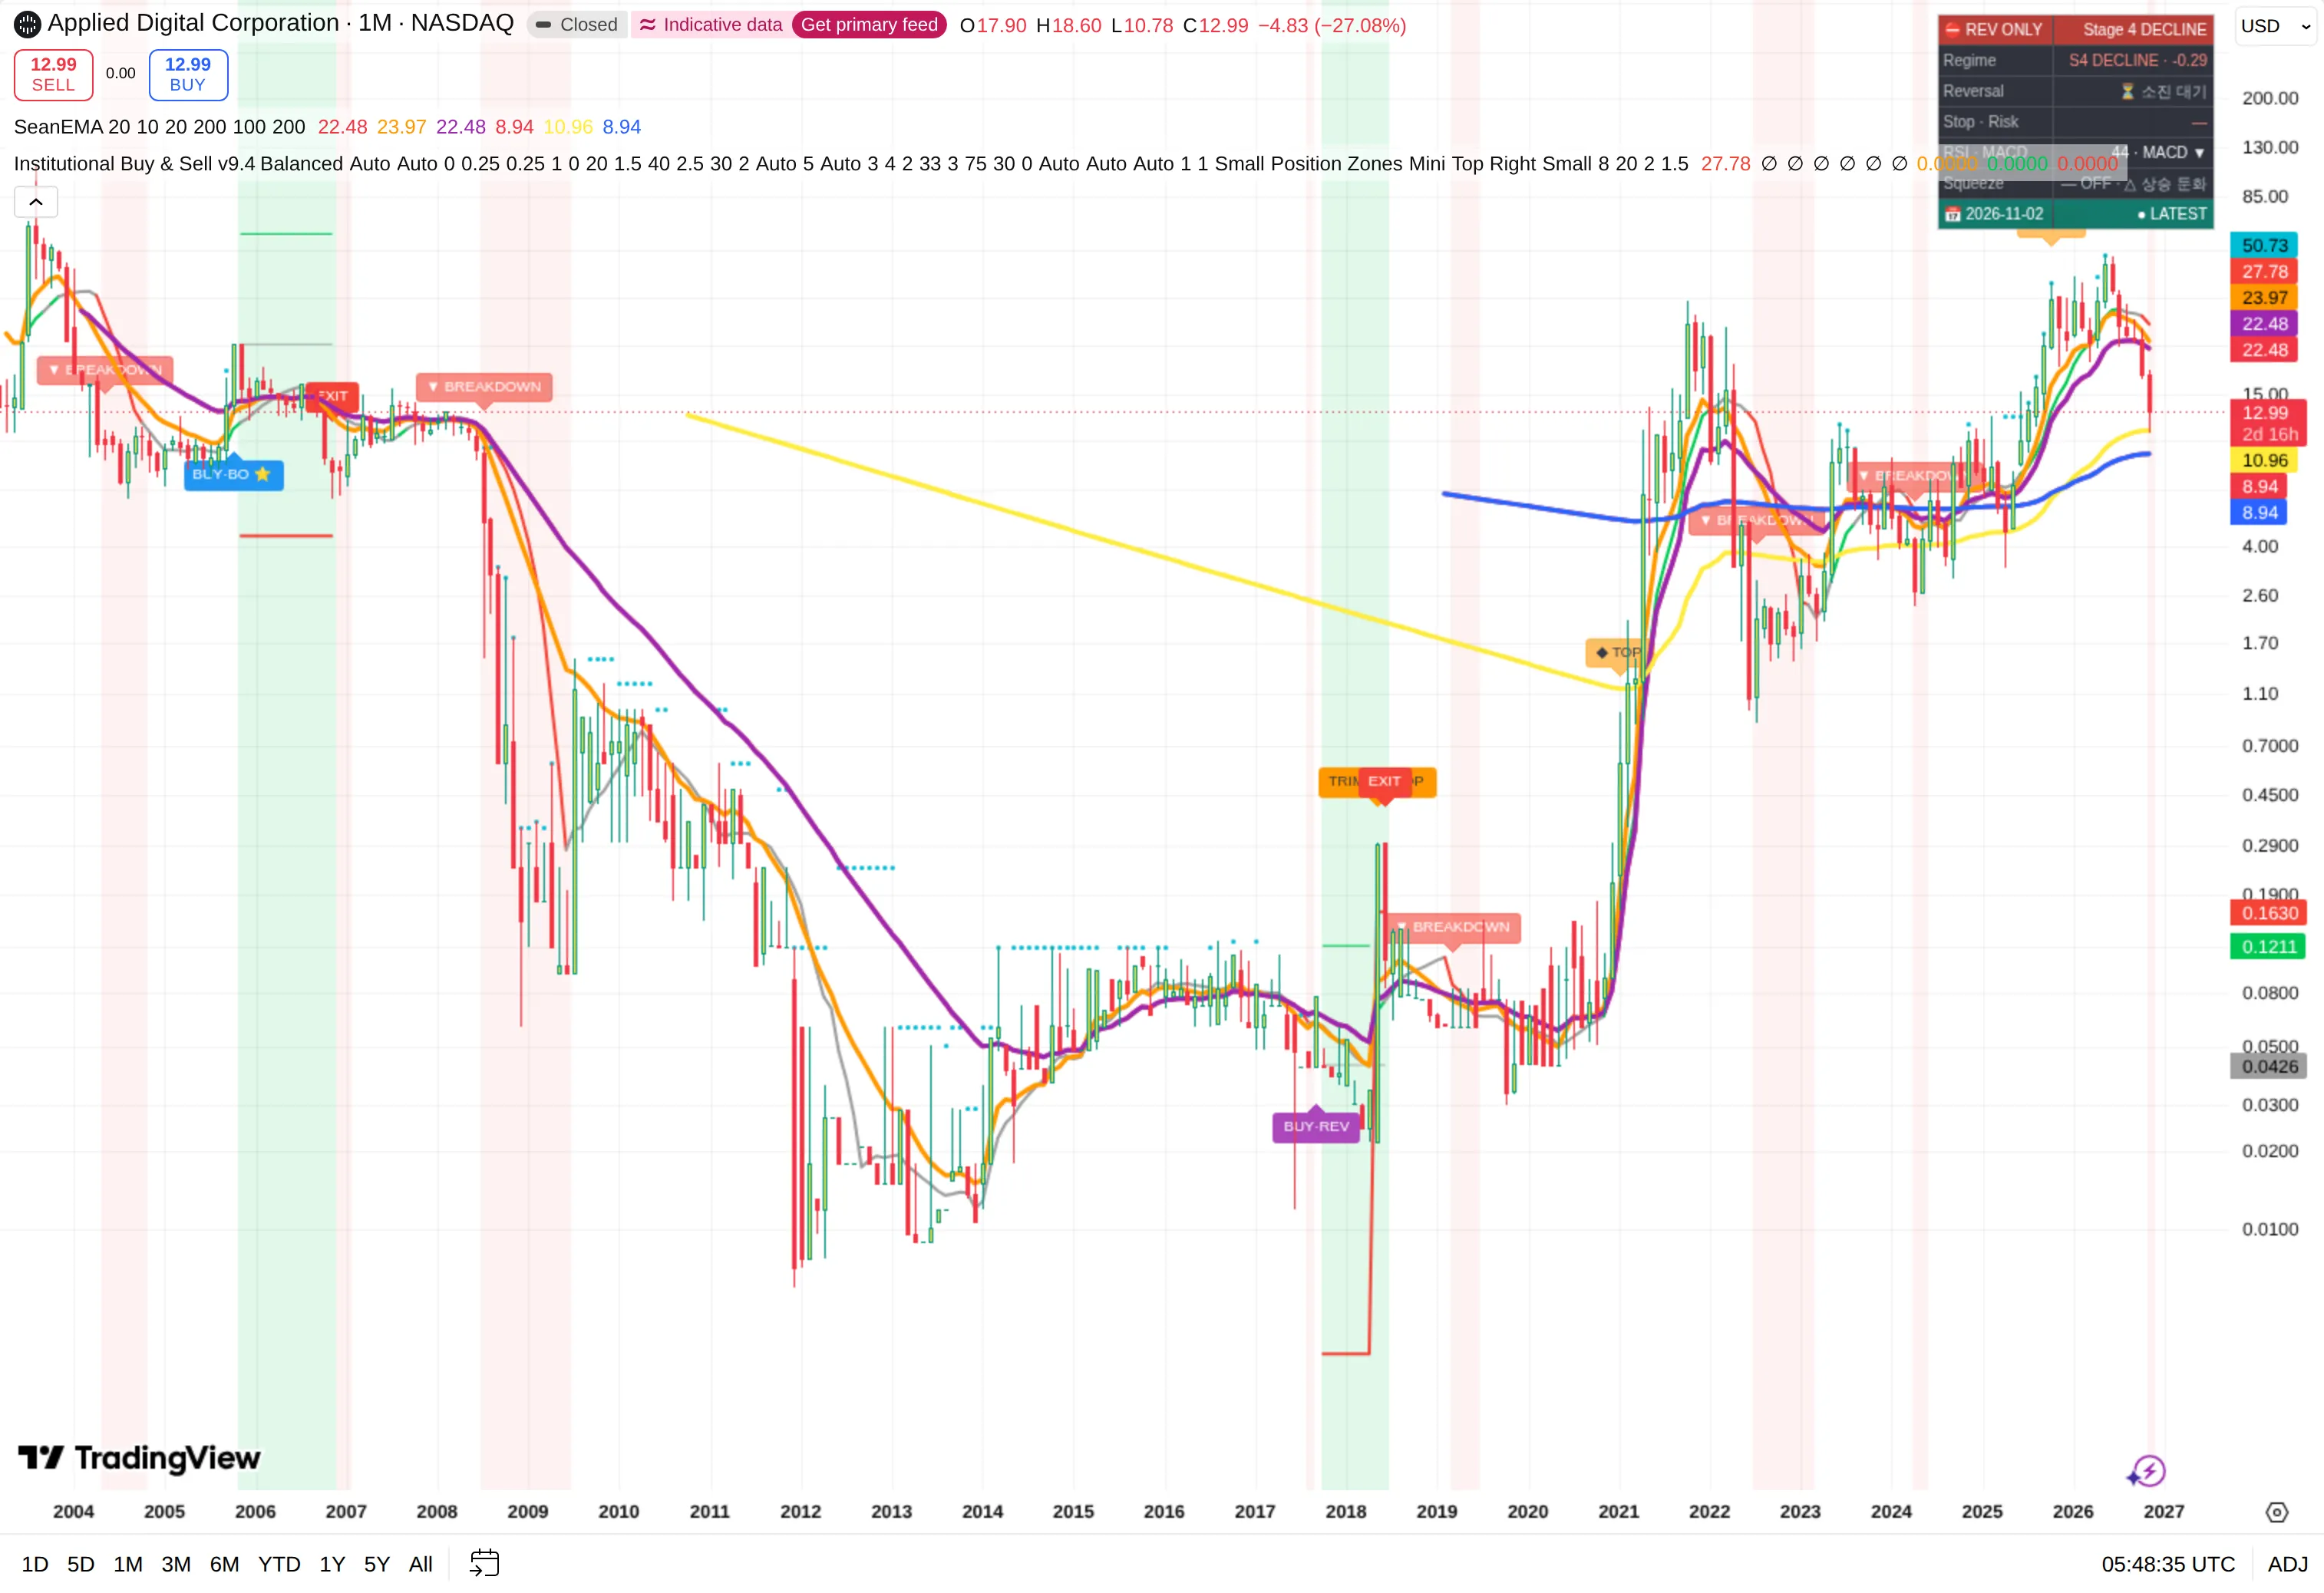 Applied Digital Corporation · 1M · NASDAQ Closed Indicative data Get primary feed O17.90 H18.60 L10.78 C12.99 −4.83 (−27.08%)
USD
12.99 SELL
0.00
12.99 BUY
SeanEMA 20 10 20 200 100 200 22.48 23.97 22.48 8.94 10.96 8.94
Institutional Buy & Sell v9.4 Balanced Auto Auto 0 0.25 0.25 1 0 20 1.5 40 2.5 30 2 Auto 5 Auto 3 4 2 33 3 75 30 0 Auto Auto Auto 1 1 Small Position Zones Mini Top Right Small 8 20 2 1.5 27.78 ∅ ∅ ∅ ∅ ∅ ∅ 0.0000 0.0000 0.0000
⛔ REV ONLY Stage 4 DECLINE
Regime S4 DECLINE · -0.29
Reversal ⏳ 소진 대기
Stop · Risk —
RSI · MACD 44 · MACD ▼
Squeeze — OFF · △ 상승 둔화
📅 2026-11-02 ● LATEST
200.00
130.00
85.00
50.73
27.78
23.97
22.48
22.48
15.00
12.99
2d 16h
10.96
8.94
8.94
4.00
2.60
1.70
1.10
0.7000
0.4500
0.2900
0.1900
0.1630
0.1211
0.0800
0.0500
0.0426
0.0300
0.0200
0.0100
▼ BREAKDOWN
BUY-BO ⭐
EXIT
▼ BREAKDOWN
◆ TOP
EXIT
▼ BREAKDOWN
BUY-REV
▼ BREAKDOWN
▼ BREAKDOWN
TradingView
2004 2005 2006 2007 2008 2009 2010 2011 2012 2013 2014 2015 2016 2017 2018 2019 2020 2021 2022 2023 2024 2025 2026 2027
1D 5D 1M 3M 6M YTD 1Y 5Y All
05:48:35 UTC ADJ